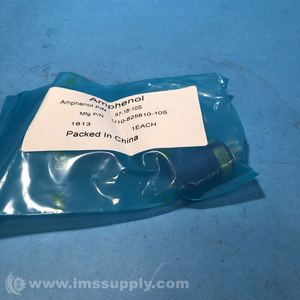 Amphenol
Amphenol P/N 97-18-10S
Mfg P/N 10-825810-10S
1813 1EACH
Packed In China
© www.imssupply.com